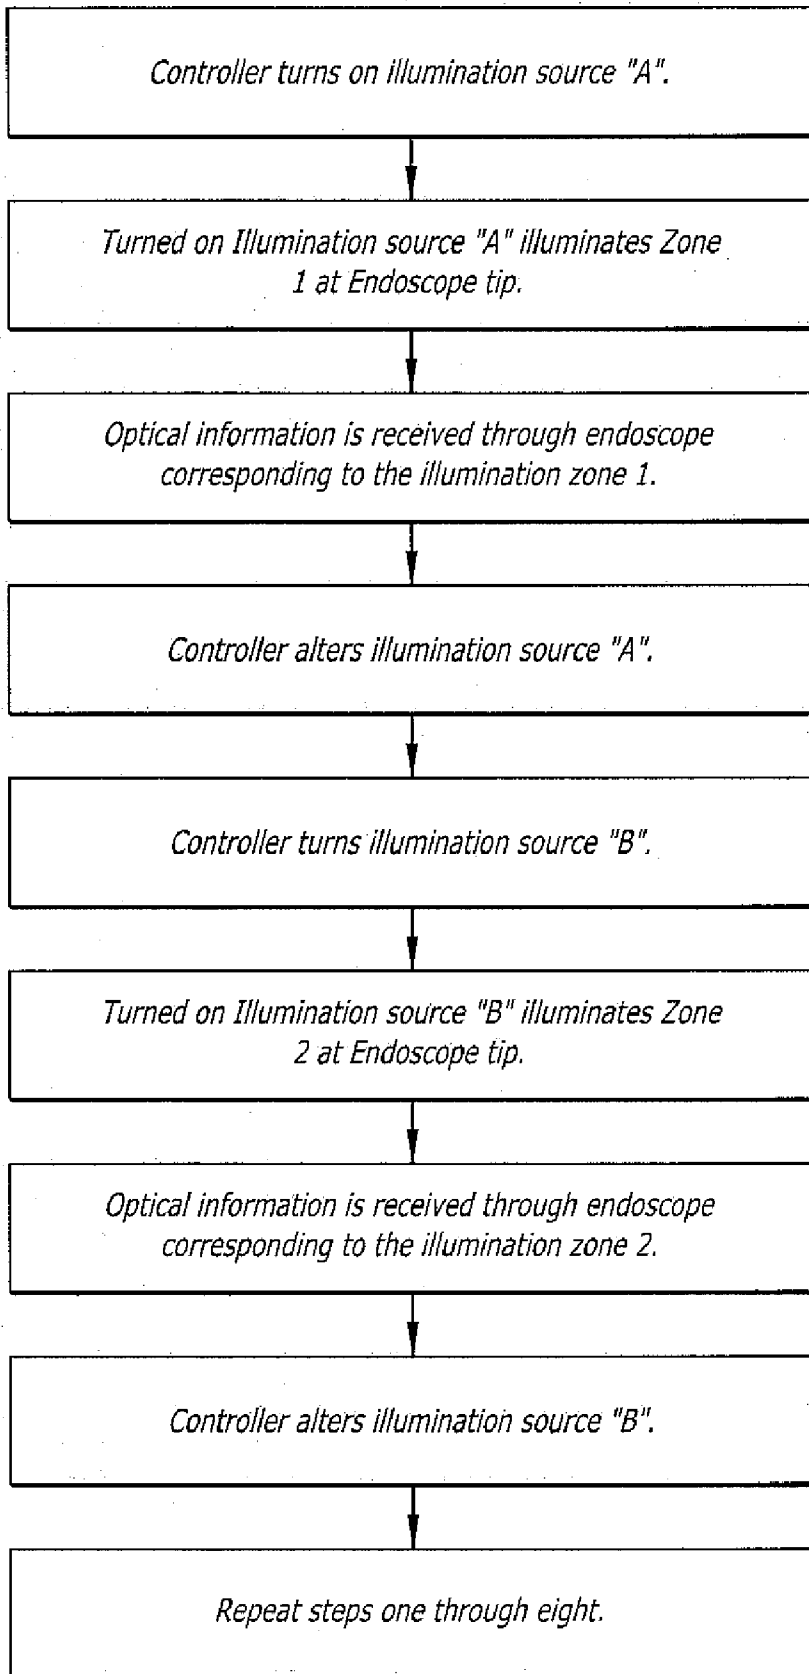 Controller turns on illumination source "A".
Turned on Illumination source "A" illuminates Zone
1 at Endoscope tip.
Optical information is received through endoscope
corresponding to the illumination zone 1.
Controller alters illumination source "A".
Controller turns illumination source "B".
Turned on Illumination source "B" illuminates Zone
2 at Endoscope tip.
Optical information is received through endoscope
corresponding to the illumination zone 2.
Controller alters illumination source "B".
Repeat steps one through eight.